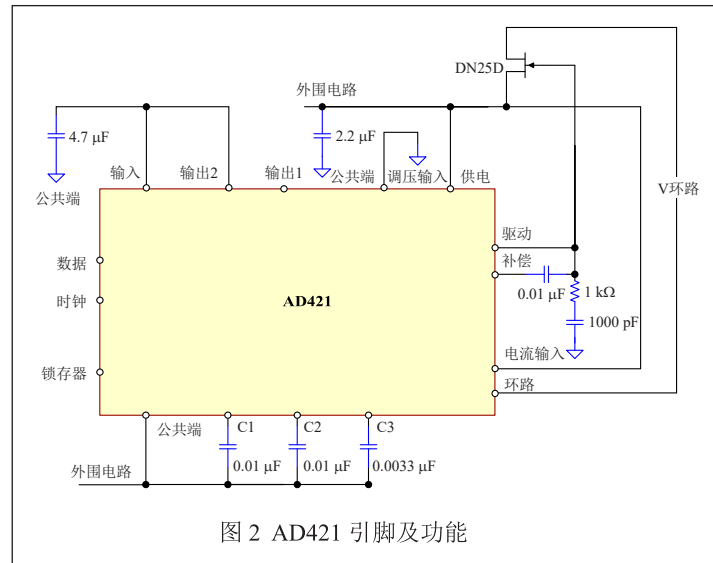 DN25D
外围电路
4.7 μF
2.2 μF
输入
输出2
输出1
公共端
调压输入
供电
公共端
V环路
驱动
数据
补偿
0.01 μF
1 kΩ
时钟
AD421
1000 pF
电流输入
锁存器
环路
公共端
C1
C2
C3
外围电路
0.01 μF
0.01 μF
0.0033 μF
图 2 AD421 引脚及功能